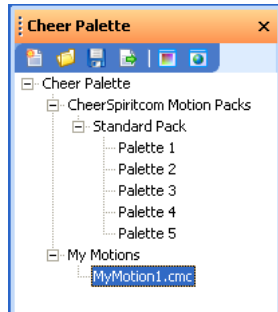 Cheer Palette
Cheer Palette
CheerSpiritcom Motion Packs
Standard Pack
Palette 1
Palette 2
Palette 3
Palette 4
Palette 5
My Motions
MyMotion1.cmc